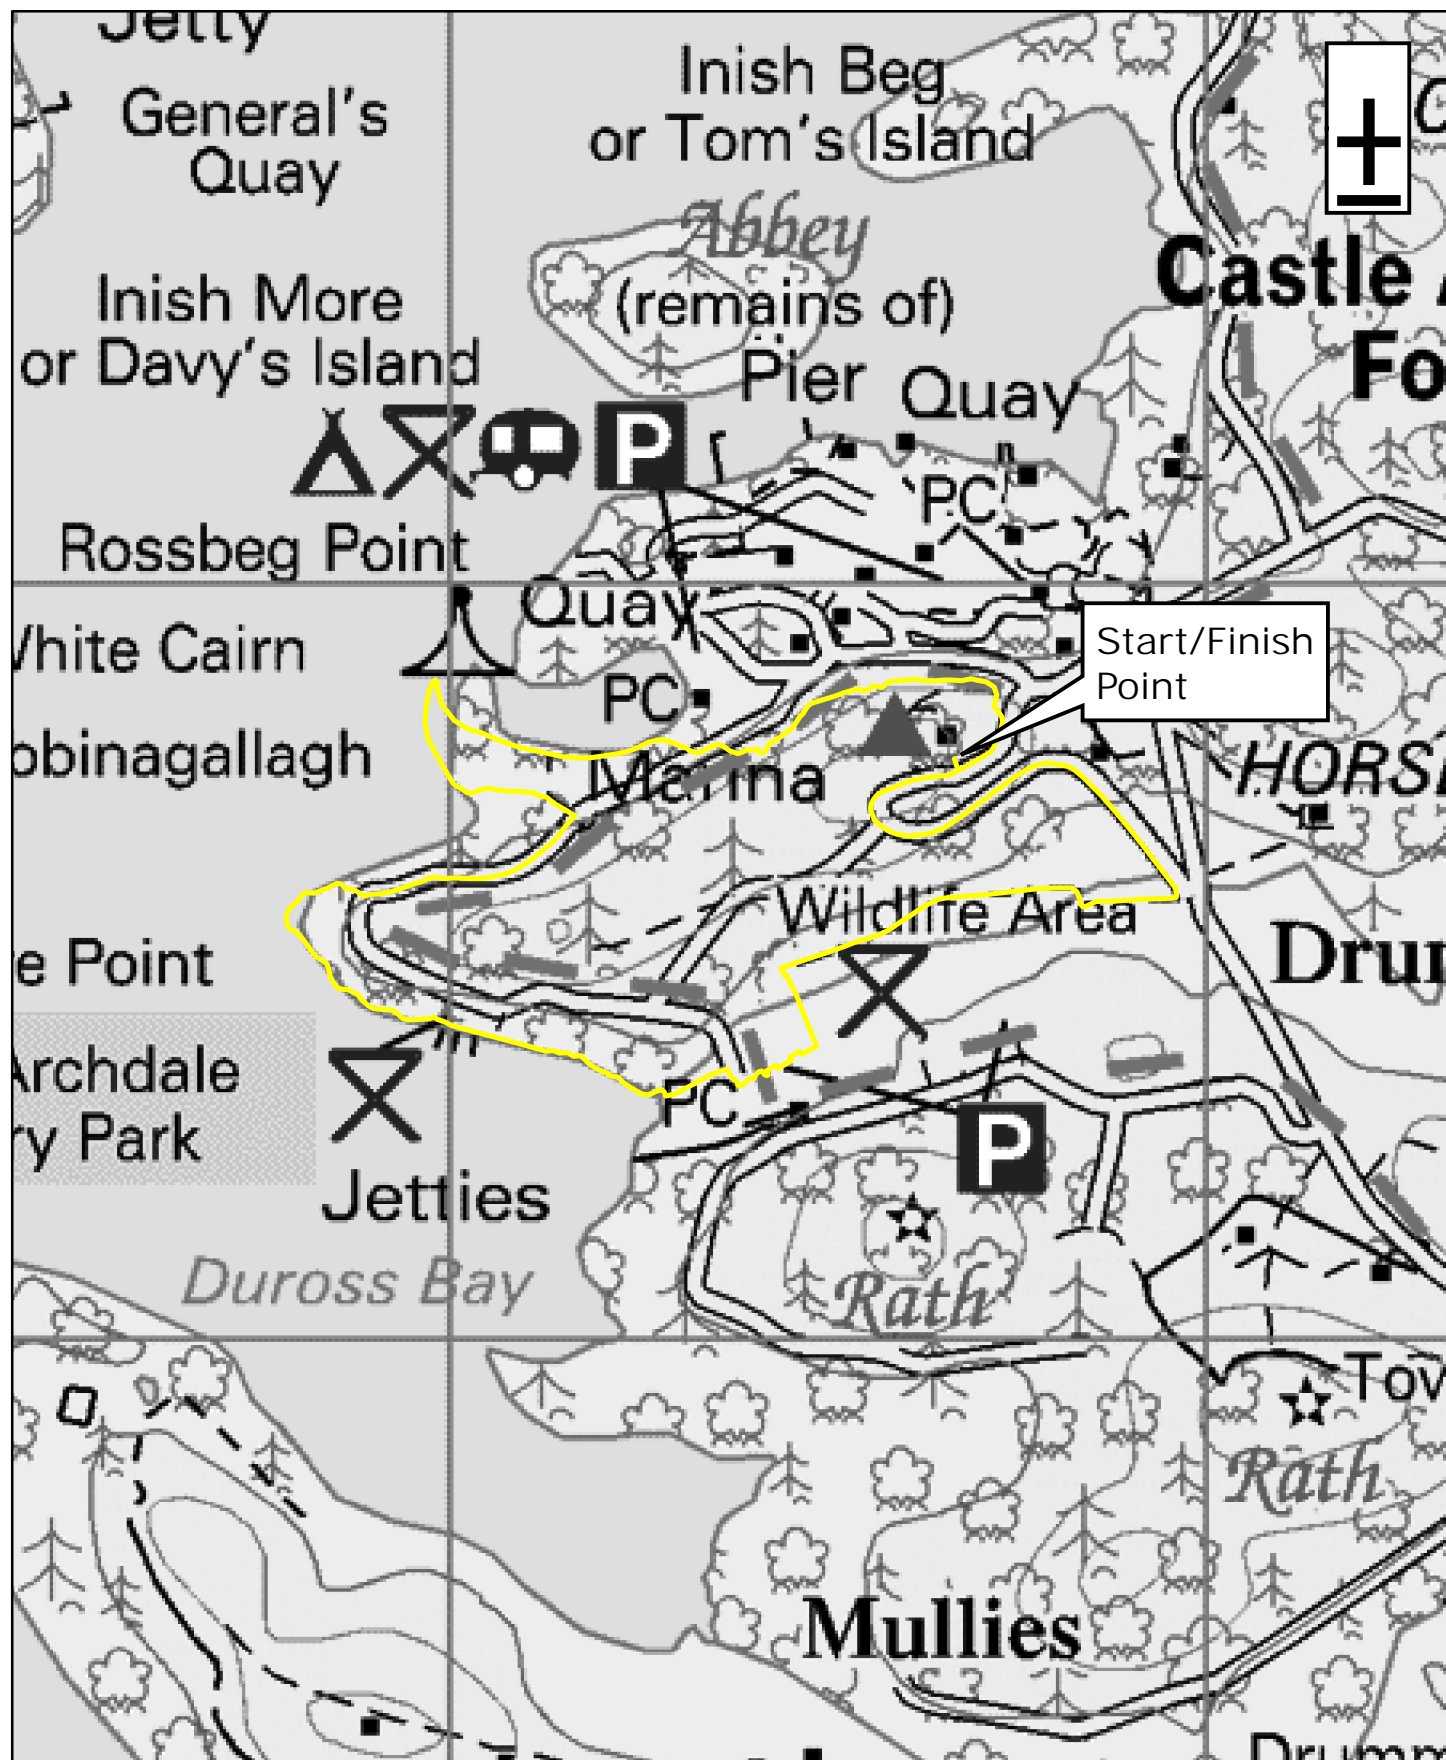 Jetty
General's
Quay
Inish Beg
or Tom's Island
Abbey
(remains of)
Inish More
or Davy's Island
Castle
Fo
Pier
Quay
P
PC
Rossbeg Point
Quay
White Cairn
Start/Finish
Point
PC
obinagallagh
Marina
HORS
Wildlife Area
e Point
Dru
Archdale
ry Park
PC
P
Jetties
Duross Bay
Rath
Tow
Rath
Mullies
Drum